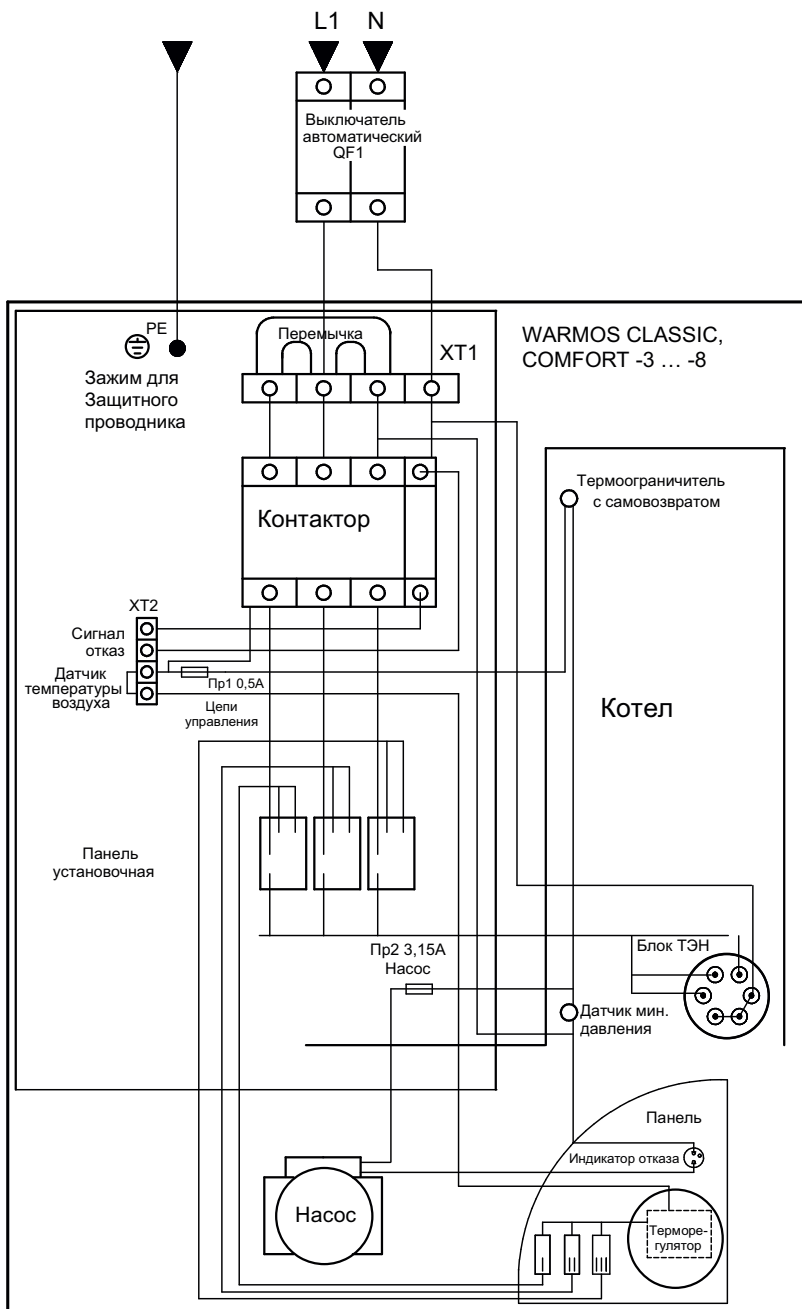 L1 N
Выключатель
автоматический
QF1
PE
Перемычка
XT1
WARMOS CLASSIC,
COMFORT -3 ... -8
Зажим для
Защитного
проводника
Термоограничитель
с самовозвратом
Контактор
XT2
Сигнал
отказ
Датчик
температуры
воздуха
Пр1 0,5А
Цепи
управления
Котел
Панель
установочная
Пр2 3,15А
Насос
Блок ТЭН
Датчик мин.
давления
Панель
Индикатор отказа
Насос
Терморе-
гулятор